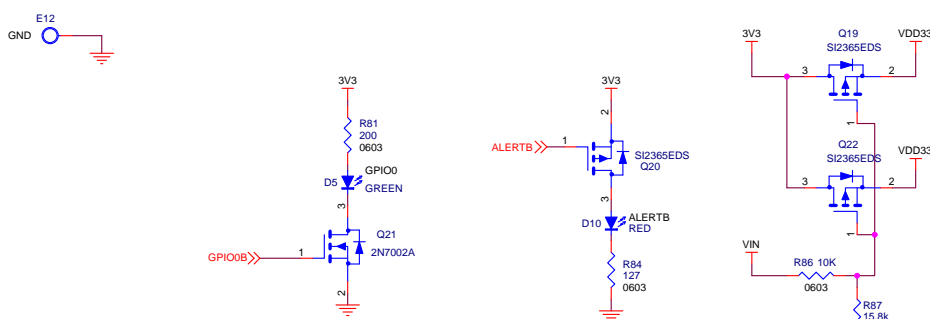 E12
GND
3V3
R81
200
0603
D5
GPIO0
GREEN
3
Q21
2N7002A
GPIO0B
1
2
3V3
2
ALERTB
1
SI2365EDS
Q20
3
D10
ALERTB
RED
R84
127
0603
3V3
Q19
SI2365EDS
VDD33
3
2
1
Q22
SI2365EDS
VDD33
3
2
1
VIN
R86 10K
0603
R87
15.8k